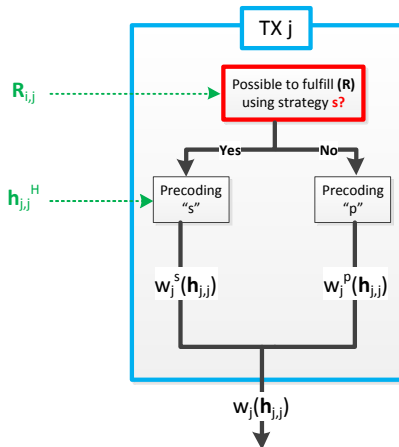 TX j
Possible to fulfill (R)
using strategy s?
R_{i,j}
Yes
No
Precoding
“s”
Precoding
“p”
h_{j,j}^H
w_j^s(h_{j,j})
w_j^p(h_{j,j})
w_j(h_{j,j})